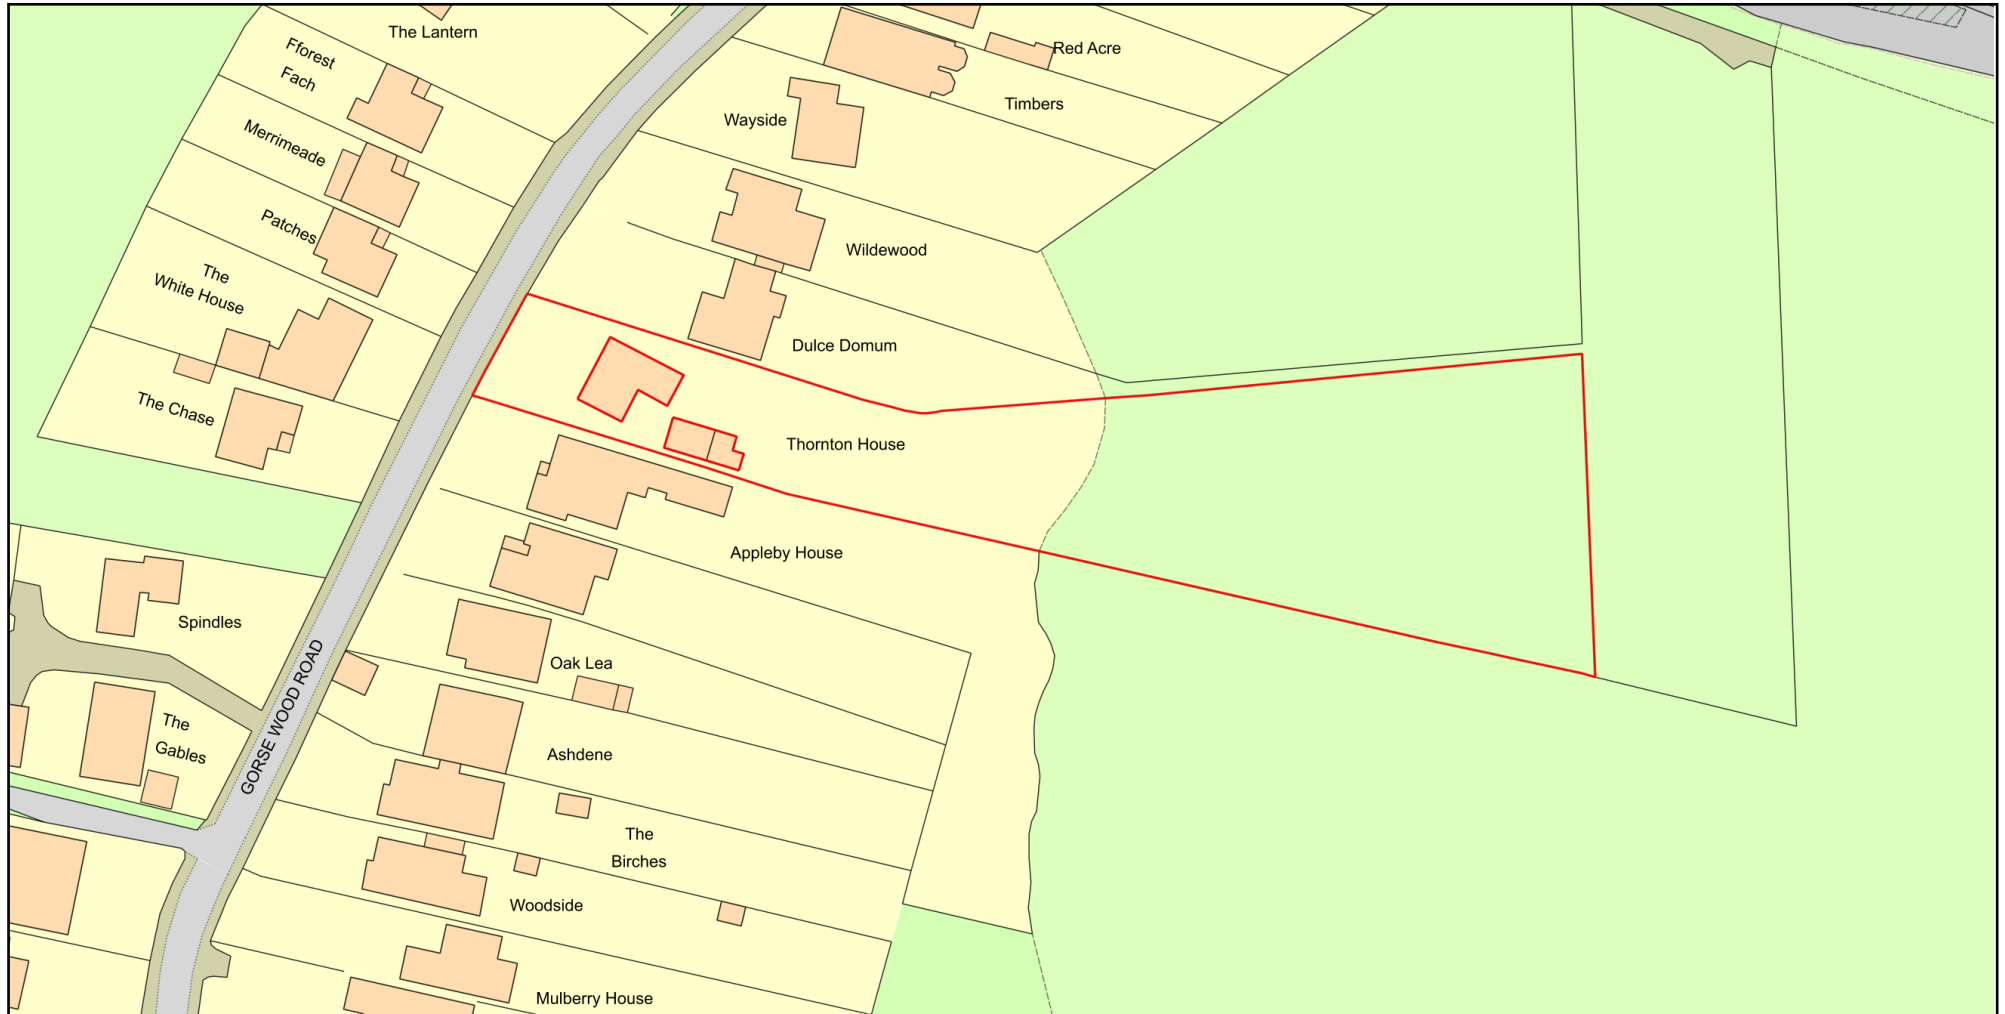 The Lantern
Fforest
Fach
Red Acre
Timbers
Wayside
Merrimeade
Patches
Wildewood
The
White House
Dulce Domum
The Chase
Thornton House
Appleby House
Spindles
Oak Lea
GORSE WOOD ROAD
The
Gables
Ashdene
The
Birches
Woodside
Mulberry House